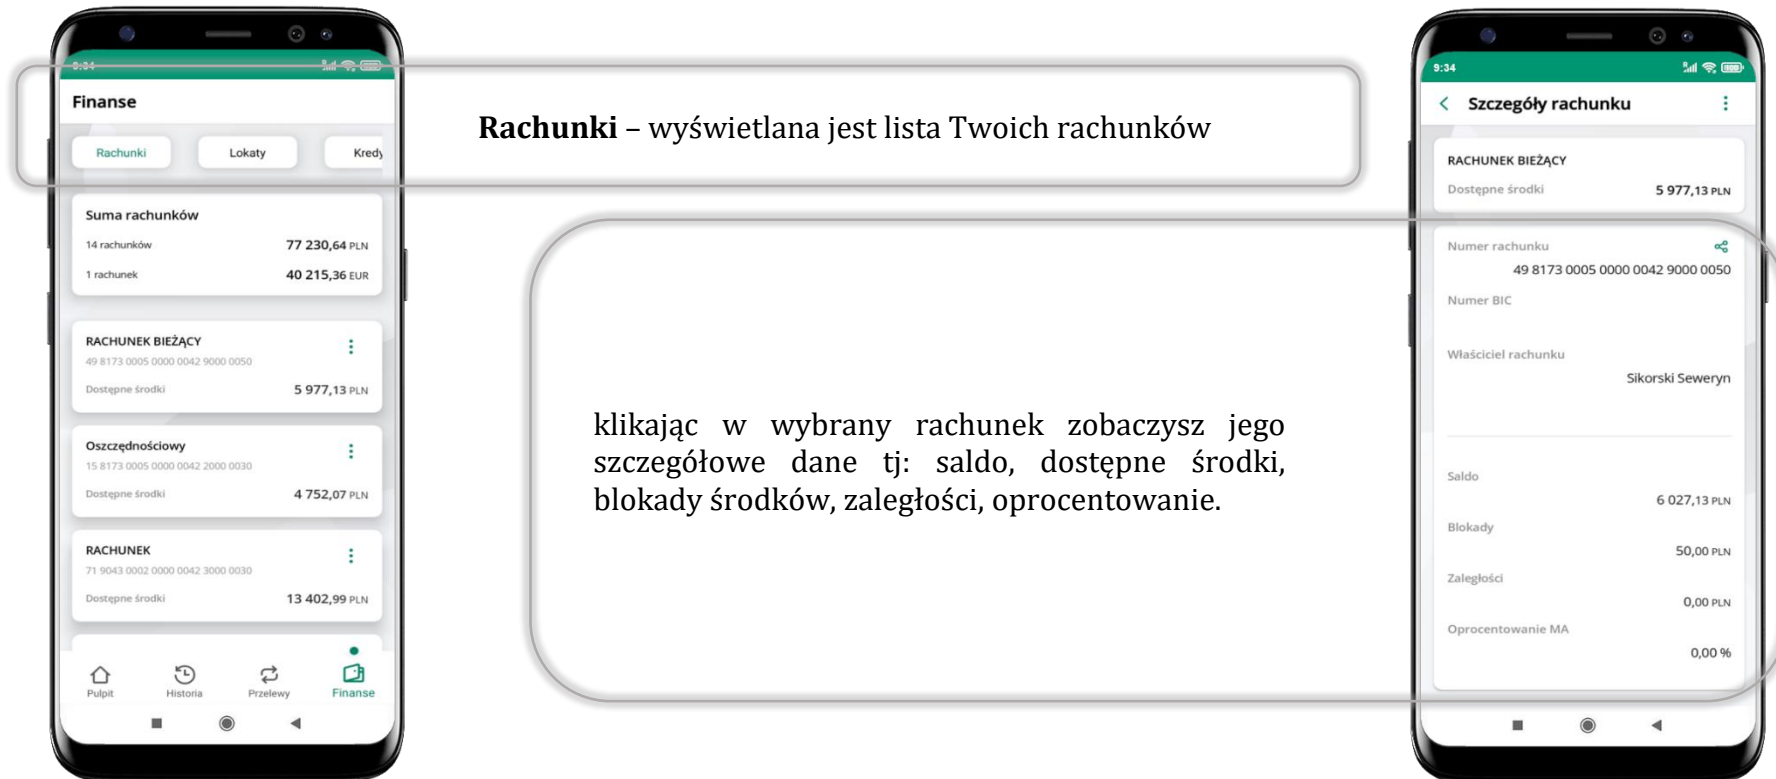 9:34
Finanse
Rachunki
Lokaty
Kredy
Suma rachunków
14 rachunków 77 230,64 PLN
1 rachunek 40 215,36 EUR
RACHUNEK BIEŻĄCY
49 8173 0005 0000 0042 9000 0050
Dostępne środki 5 977,13 PLN
Oszczędnościowy
15 8173 0005 0000 0042 2000 0030
Dostępne środki 4 752,07 PLN
RACHUNEK
71 9043 0002 0000 0042 3000 0030
Dostępne środki 13 402,99 PLN
Pulpit
Historia
Przelewy
Finanse
Rachunki – wyświetlana jest lista Twoich rachunków
klikając w wybrany rachunek zobaczysz jego
szczegółowe dane tj: saldo, dostępne środki,
blokady środków, zaległości, oprocentowanie.
9:34
Szczegóły rachunku
RACHUNEK BIEŻĄCY
Dostępne środki 5 977,13 PLN
Numer rachunku
49 8173 0005 0000 0042 9000 0050
Numer BIC
Właściciel rachunku
Sikorski Seweryn
Saldo
6 027,13 PLN
Blokady
50,00 PLN
Zaległości
0,00 PLN
Oprocentowanie MA
0,00 %